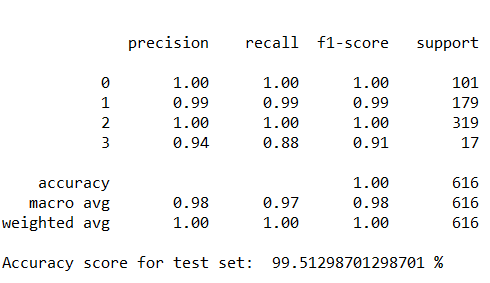 precision recall f1-score support
0 1.00 1.00 1.00 101
1 0.99 0.99 0.99 179
2 1.00 1.00 1.00 319
3 0.94 0.88 0.91 17
accuracy 1.00 616
macro avg 0.98 0.97 0.98 616
weighted avg 1.00 1.00 1.00 616
Accuracy score for test set: 99.51298701298701 %